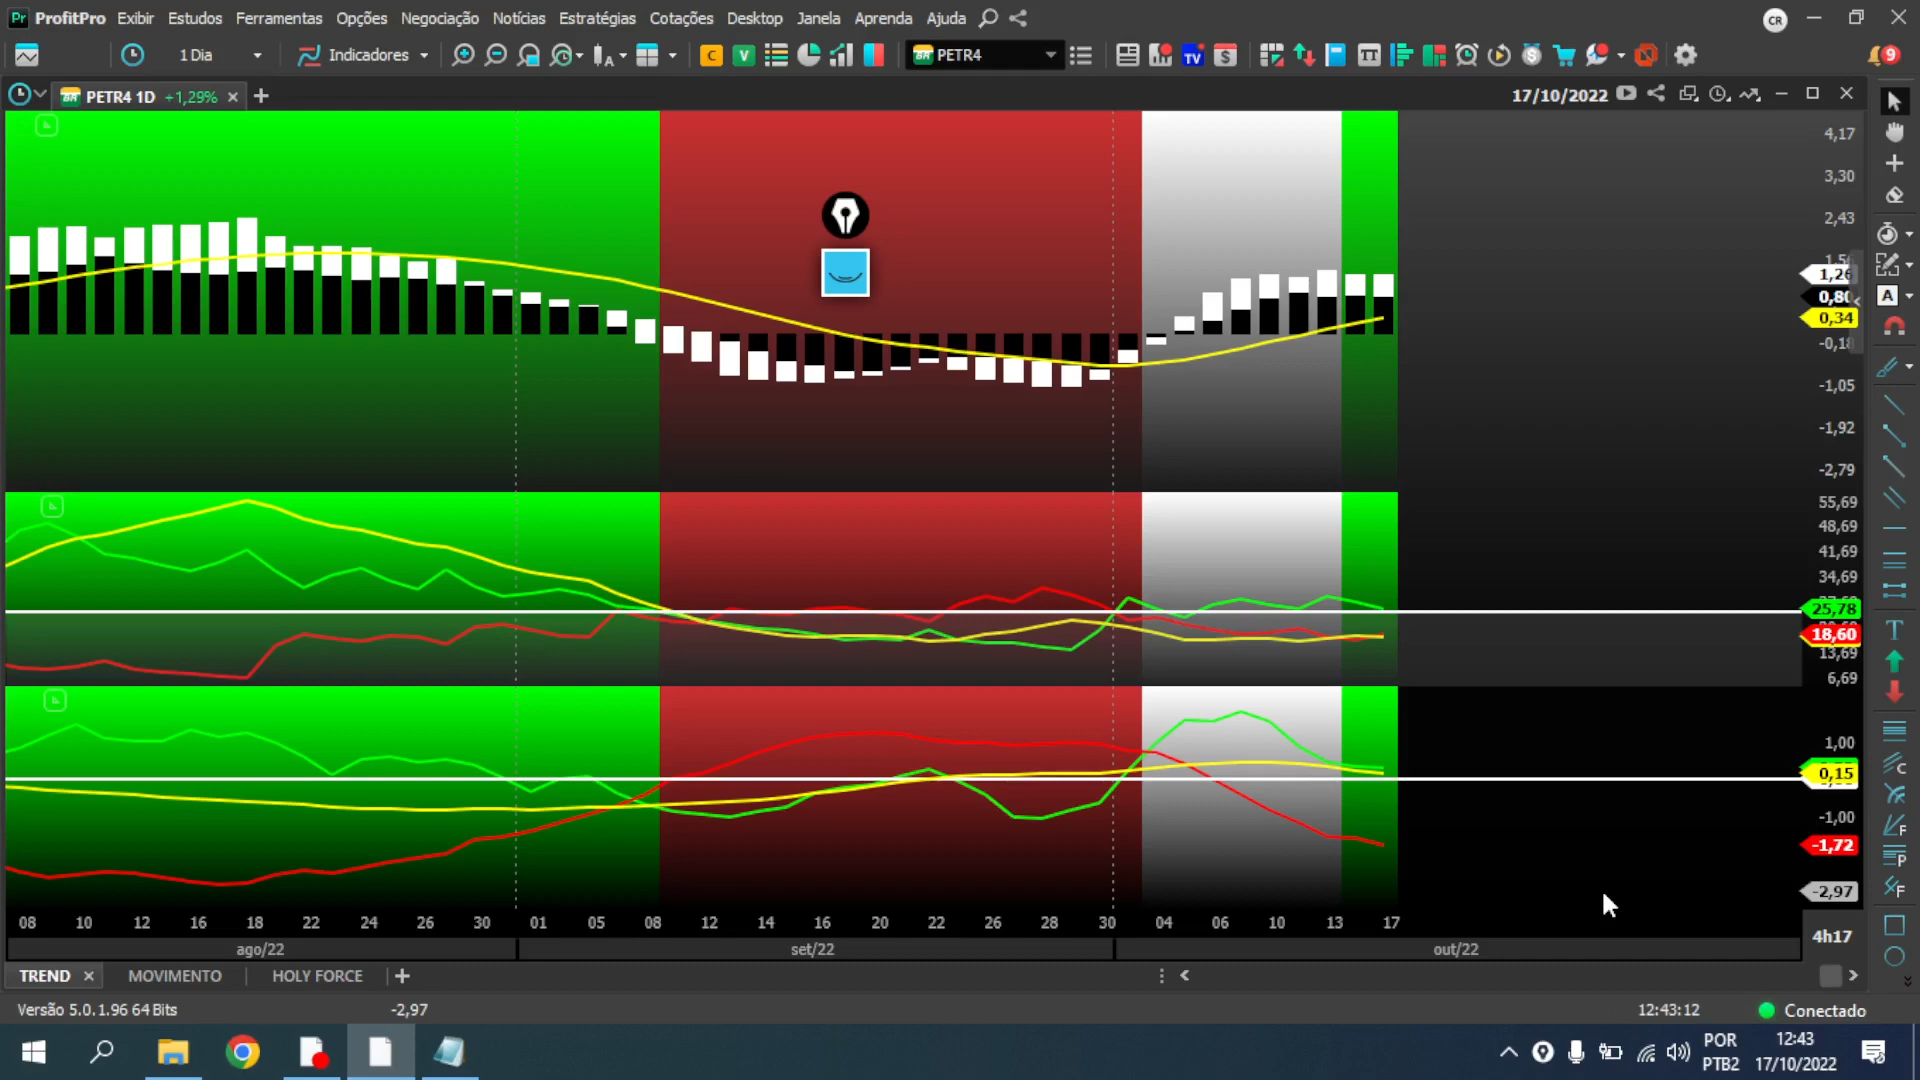 ProfitPro Exibir Estudos Ferramentas Opções Negociação Notícias Estratégias Cotações Desktop Janela Aprenda Ajuda
CR
1 Dia Indicadores C V PETR4 TV $ TT 9
PETR4 1D +1,29% 17/10/2022
4,17
3,30
2,43
1,26
0,80
0,34
-0,18
-1,05
-1,92
-2,79
55,69
48,69
41,69
34,69
25,78
18,60
13,69
6,69
1,00
0,15
-1,00
-1,72
-2,97
08 10 12 16 18 22 24 26 30 01 05 08 12 14 16 20 22 26 28 30 04 06 10 13 17
4h17
ago/22 set/22 out/22
TREND MOVIMENTO HOLY FORCE
Versão 5.0.1.96 64 Bits -2,97 12:43:12 Conectado
POR 12:43
PTB2 17/10/2022